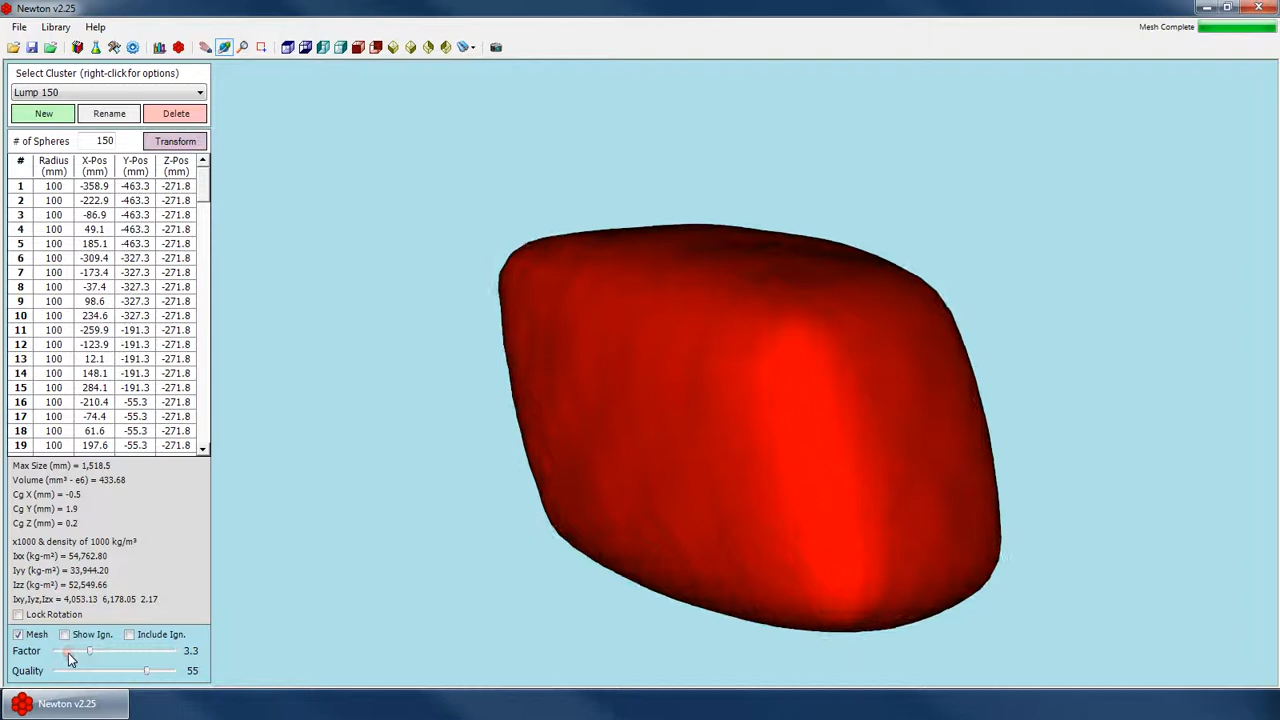 Newton v2.25
File Library Help
Mesh Complete
Select Cluster (right-click for options)
Lump 150
New Rename Delete
# of Spheres 150 Transform
# Radius (mm) X-Pos (mm) Y-Pos (mm) Z-Pos (mm)
1 100 -358.9 -463.3 -271.8
2 100 -222.9 -463.3 -271.8
3 100 -86.9 -463.3 -271.8
4 100 49.1 -463.3 -271.8
5 100 185.1 -463.3 -271.8
6 100 -309.4 -327.3 -271.8
7 100 -173.4 -327.3 -271.8
8 100 -37.4 -327.3 -271.8
9 100 98.6 -327.3 -271.8
10 100 234.6 -327.3 -271.8
11 100 -259.9 -191.3 -271.8
12 100 -123.9 -191.3 -271.8
13 100 12.1 -191.3 -271.8
14 100 148.1 -191.3 -271.8
15 100 284.1 -191.3 -271.8
16 100 -210.4 -55.3 -271.8
17 100 -74.4 -55.3 -271.8
18 100 61.6 -55.3 -271.8
19 100 197.6 -55.3 -271.8
Max Size (mm) = 1,518.5
Volume (mm³ - e6) = 433.68
Cg X (mm) = -0.5
Cg Y (mm) = 1.9
Cg Z (mm) = 0.2
x1000 & density of 1000 kg/m³
Ixx (kg-m²) = 54,762.80
Iyy (kg-m²) = 33,944.20
Izz (kg-m²) = 52,549.66
Ixy,Iyz,Izx = 4,053.13 6,178.05 2.17
Lock Rotation
Mesh Show Ign. Include Ign.
Factor 3.3
Quality 55
Newton v2.25